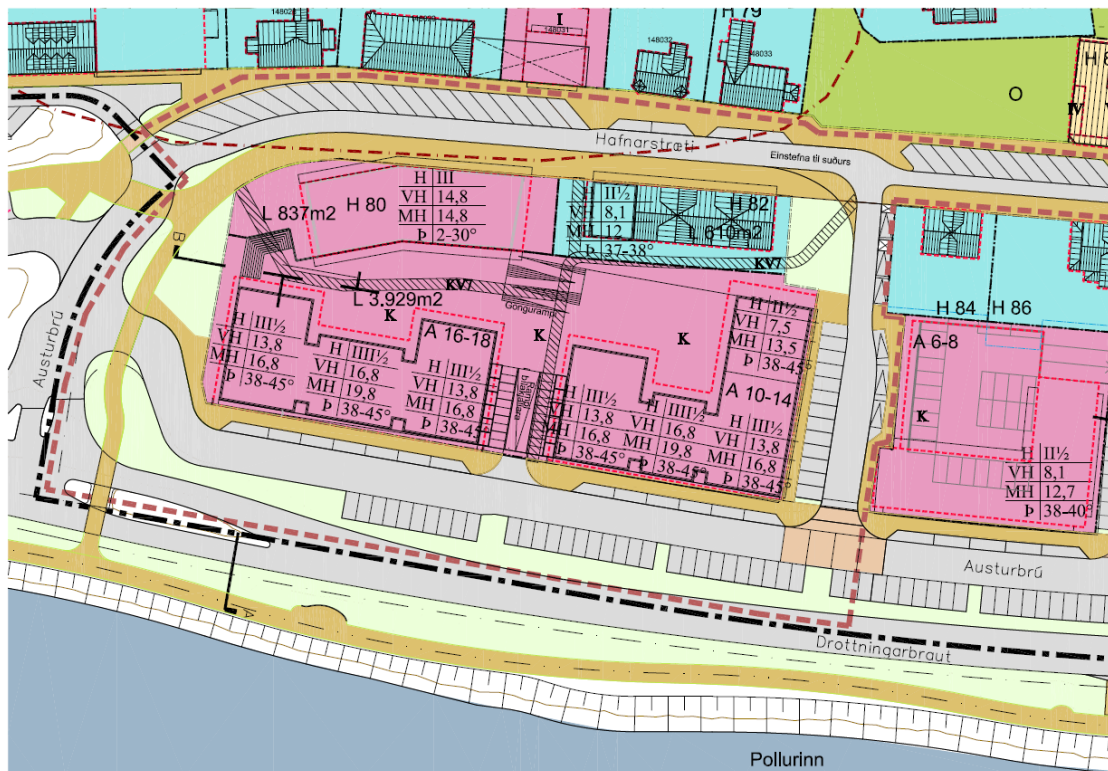 I
148031
H 79
148032
148033
H 8
IV
O
Hafnarstræti
Einstefna til suðurs
H 80
H III
VH 14,8
MH 14,8
Þ 2-30°
L 837m2
H II½
VH 8,1
MH 12
Þ 37-38°
H 82
L 610m2
B
KV7
KV7
Gönguramp
L 3.929m2
K
K
K
A 16-18
H III½
VH 13,8
MH 16,8
Þ 38-45°
H IIII½
VH 16,8
MH 19,8
Þ 38-45°
H III½
VH 13,8
MH 16,8
Þ 38-45°
H II½
VH 7,5
MH 13,5
Þ 38-45°
A 10-14
H III½
VH 13,8
MH 16,8
Þ 38-45°
H IIII½
VH 16,8
MH 19,8
Þ 38-45°
H III½
VH 13,8
MH 16,8
Þ 38-45°
H 84
H 86
A 6-8
K
H II½
VH 8,1
MH 12,7
Þ 38-40°
Austurbrú
Austurbrú
A
Drottningarbraut
Pollurinn